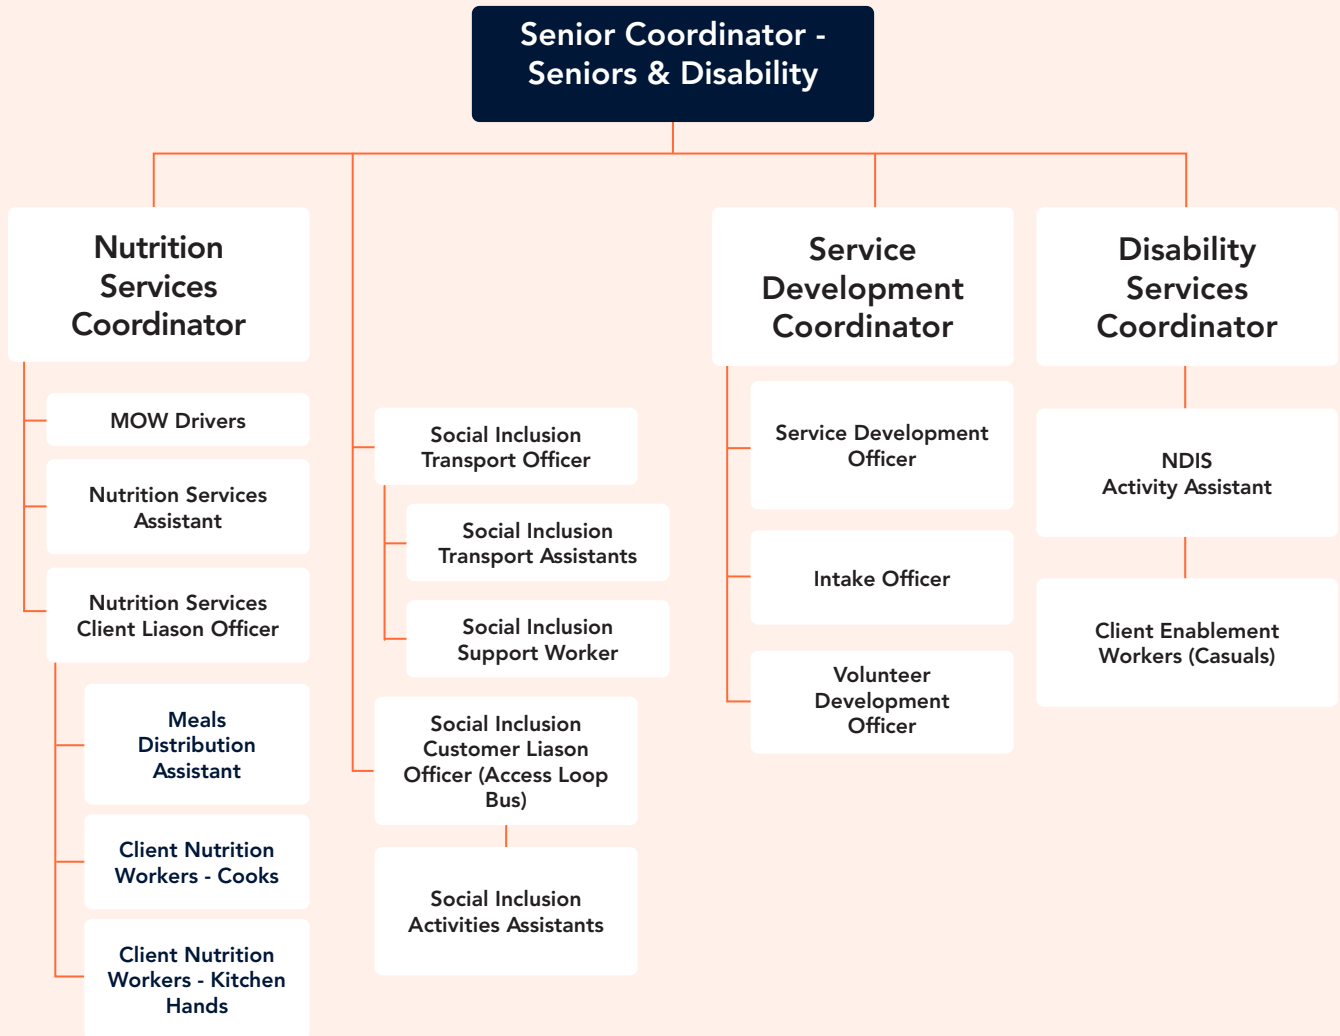 Senior Coordinator -
Seniors & Disability
Nutrition
Services
Coordinator
MOW Drivers
Nutrition Services
Assistant
Nutrition Services
Client Liason Officer
Meals
Distribution
Assistant
Client Nutrition
Workers - Cooks
Client Nutrition
Workers - Kitchen
Hands
Social Inclusion
Transport Officer
Social Inclusion
Transport Assistants
Social Inclusion
Support Worker
Social Inclusion
Customer Liason
Officer (Access Loop
Bus)
Social Inclusion
Activities Assistants
Service
Development
Coordinator
Service Development
Officer
Intake Officer
Volunteer
Development
Officer
Disability
Services
Coordinator
NDIS
Activity Assistant
Client Enablement
Workers (Casuals)